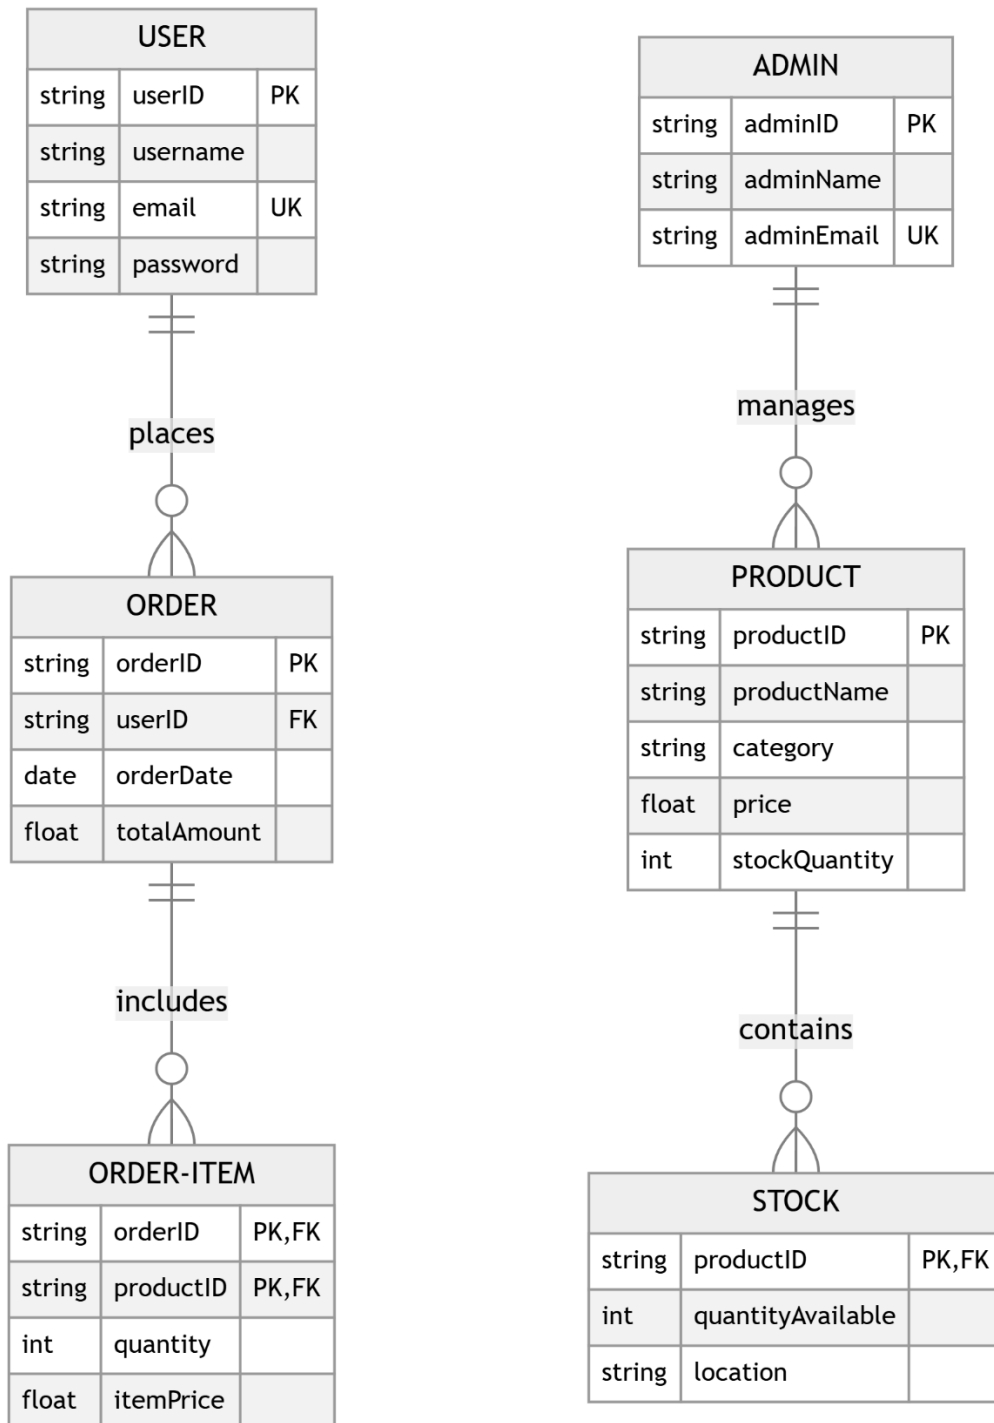 USER
string userID PK
string username
string email UK
string password
places
ORDER
string orderID PK
string userID FK
date orderDate
float totalAmount
includes
ORDER-ITEM
string orderID PK,FK
string productID PK,FK
int quantity
float itemPrice
ADMIN
string adminID PK
string adminName
string adminEmail UK
manages
PRODUCT
string productID PK
string productName
string category
float price
int stockQuantity
contains
STOCK
string productID PK,FK
int quantityAvailable
string location